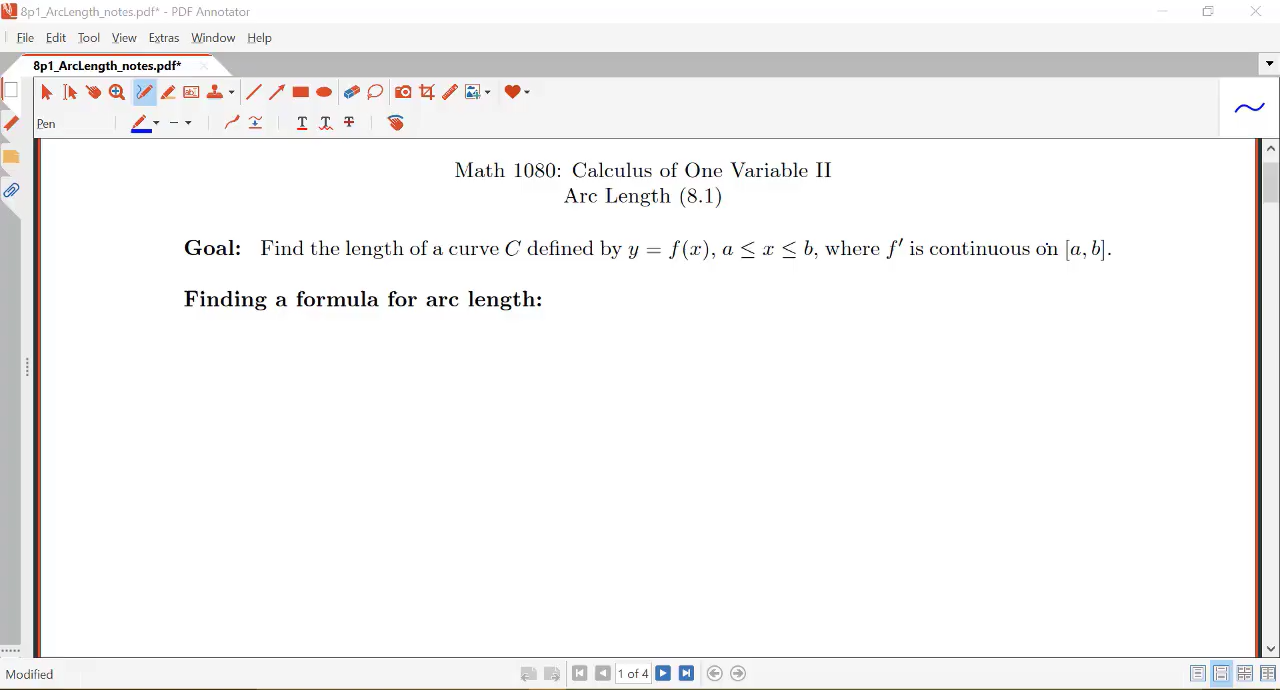 8p1_ArcLength_notes.pdf* - PDF Annotator
File Edit Tool View Extras Window Help
8p1_ArcLength_notes.pdf*
Pen
Math 1080: Calculus of One Variable II
Arc Length (8.1)
Goal: Find the length of a curve C defined by y = f(x), a ≤ x ≤ b, where f′ is continuous on [a, b].
Finding a formula for arc length:
Modified
1 of 4